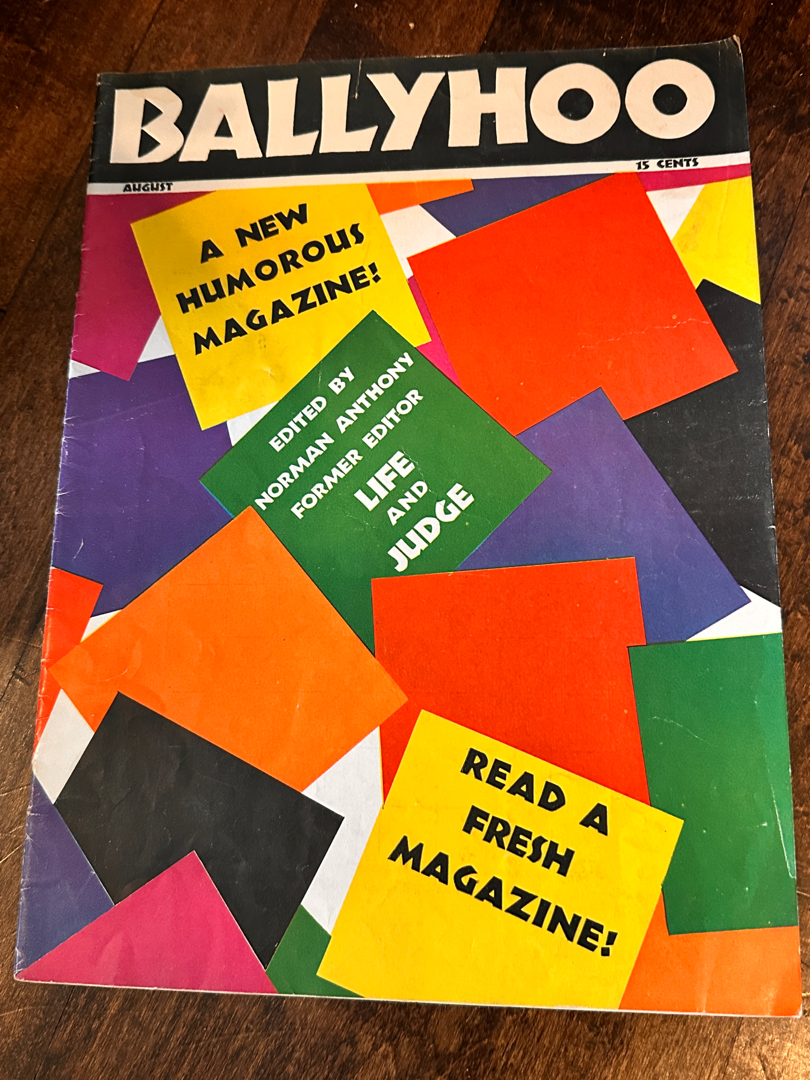 BALLYHOO
AUGUST
15 CENTS
A NEW
HUMOROUS
MAGAZINE!
EDITED BY
NORMAN ANTHONY
FORMER EDITOR
LIFE
AND
JUDGE
READ A
FRESH
MAGAZINE!